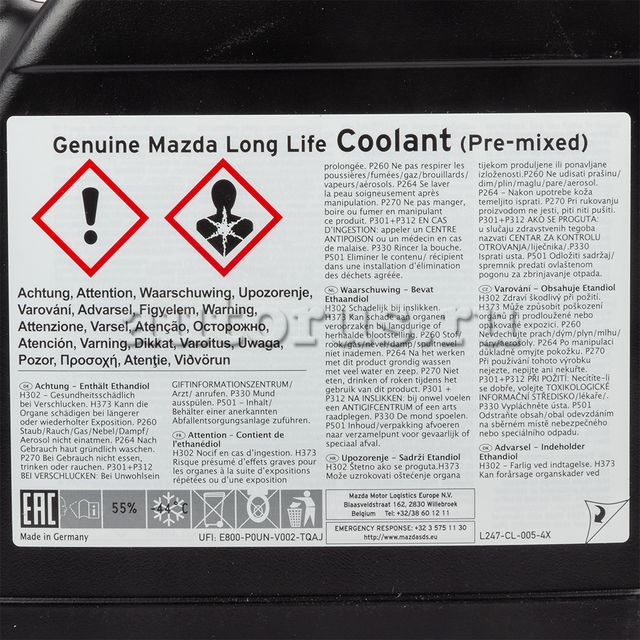 Genuine Mazda Long Life Coolant (Pre-mixed)
Achtung, Attention, Waarschuwing, Upozorenje,
Varování, Advarsel, Figyelem, Warning,
Attenzione, Varsel, Atenção, Осторожно,
Atención, Varning, Dikkat, Varoitus, Uwaga,
Pozor, Προσοχή, Atenţie, Viðvörun
DE Achtung - Enthält Ethandiol
H302 - Gesundheitsschädlich
bei Verschlucken. H373 Kann die
Organe schädigen bei längerer
oder wiederholter Exposition. P260
Staub/Rauch/Gas/Nebel/Dampf/
Aerosol nicht einatmen. P264 Nach
Gebrauch haut gründlich waschen.
P270 Bei Gebrauch nicht essen,
trinken oder rauchen. P301+P312
BEI VERSCHLUCKEN: Bei Unwohlsein
GIFTINFORMATIONSZENTRUM/
Arzt/ anrufen. P330 Mund
ausspülen. P501 - Inhalt/
Behälter einer anerkannten
Abfallentsorgungsanlage zuführen.
FR Attention - Contient de
l'ethanédiol
H302 Nocif en cas d'ingestion. H373
Risque présumé d'effets graves pour
les organes à la suite d'expositions
répétées ou d'une exposition
prolongée. P260 Ne pas respirer les
poussières/fumées/gaz/brouillards/
vapeurs/aérosols. P264 Se laver
la peau soigneusement après
manipulation. P270 Ne pas manger,
boire ou fumer en manipulant
ce produit. P301+P312 EN CAS
D'INGESTION: appeler un CENTRE
ANTIPOISON ou un médecin en cas
de malaise. P330 Rincer la bouche.
P501 Eliminer le contenu/ récipient
dans une installation d'élimination
des déchets agréée.
NL Waarschuwing - Bevat
Ethaandiol
H302 Schadelijk bij inslikken.
H373 Kan schade aan organen
veroorzaken bij langdurige of
herhaalde blootstelling. P260 Stof/
rook/gas/nevel/damp/spuitnevel
niet inademen. P264 Na het werken
met dit product grondig wassen
met veel water en zeep. P270 Niet
eten, drinken of roken tijdens het
gebruik van dit product. P301 +
P312 NA INSLIKKEN: bij onwel voelen een
ANTIGIFCENTRUM of een arts
raadplegen. P330 De mond spoelen.
P501 Inhoud/verpakking afvoeren
naar verzamelpunt voor gevaarlijk of
speciaal afval.
HR Upozorenje - Sadrži Etandiol
H302 Štetno ako se proguta.H373
Može uzrokovati oštećenje organa
tijekom produljene ili ponavljane
izloženosti.P260 Ne udisati prašinu/
dim/plin/maglu/pare/aerosol.
P264 - Nakon upotrebe koža
temeljito isprati. P270 Pri rukovanju
proizvodom ne jesti, piti niti pušiti.
P301+P312 AKO SE PROGUTA:
u slučaju zdravstvenih tegoba
nazvati CENTAR ZA KONTROLU
OTROVANJA/liječnika/.P330
Isprati usta. P501 Odložiti sadržaj/
spremnik u ovlaštenom postrojenju
pogonu za zbrinjavanje otpada.
CZ Varování - Obsahuje Etandiol
H302 Zdraví škodlivý při požití.
H373 Může způsobit poškození
orgánů při prodloužené nebo
opakované expozici. P260
Nevdechujte prach/dým/plyn/mlhu/
páry/aerosoly. P264 Po manipulaci
důkladně omyjte pokožku. P270
Při používání tohoto výrobku
nejezte, nepijte ani nekuřte.
P301+P312 PŘI POŽITÍ: Necítíte-li
se dobře, volejte TOXIKOLOGICKÉ
INFORMAČNÍ STŘEDISKO/lékaře/.
P330 Vypláchněte ústa. P501
Odstraňte obsah/obal odevzdáním
na sběrném místě nebezpečného
nebo speciálního odpadu.
DK Advarsel - Indeholder
Ethandiol
H302 - Farlig ved indtagelse. H373
Kan forårsage organskader ved
EAC
55%
-44°C
Mazda Motor Logistics Europe N.V.
Blaasveldstraat 162, 2830 Willebroek
Belgium Tel: +32/38 60 12 11
EMERGENCY RESPONSE: +32 3 575 11 30
http://www.mazdasds.eu
Made in Germany
UFI: E800-P0UN-V002-TQAJ
L247-CL-005-4X
autorus.ru